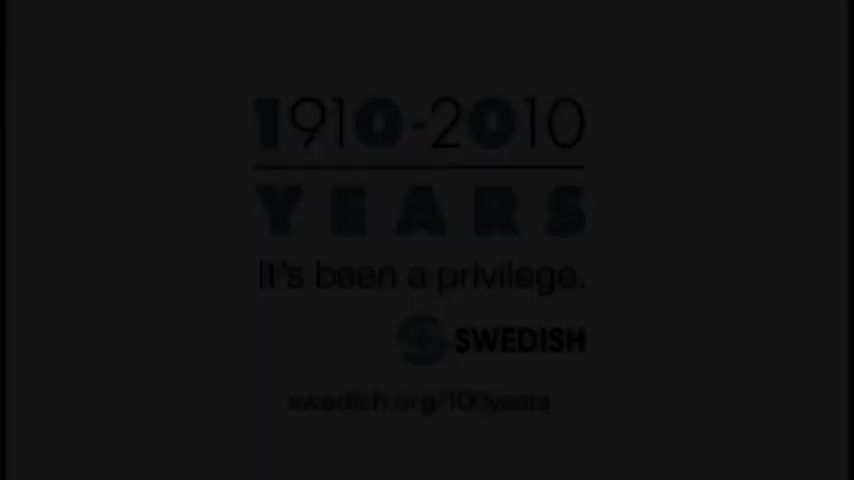 1910-2010
YEARS
It's been a privilege.
SWEDISH
swedish.org/100years